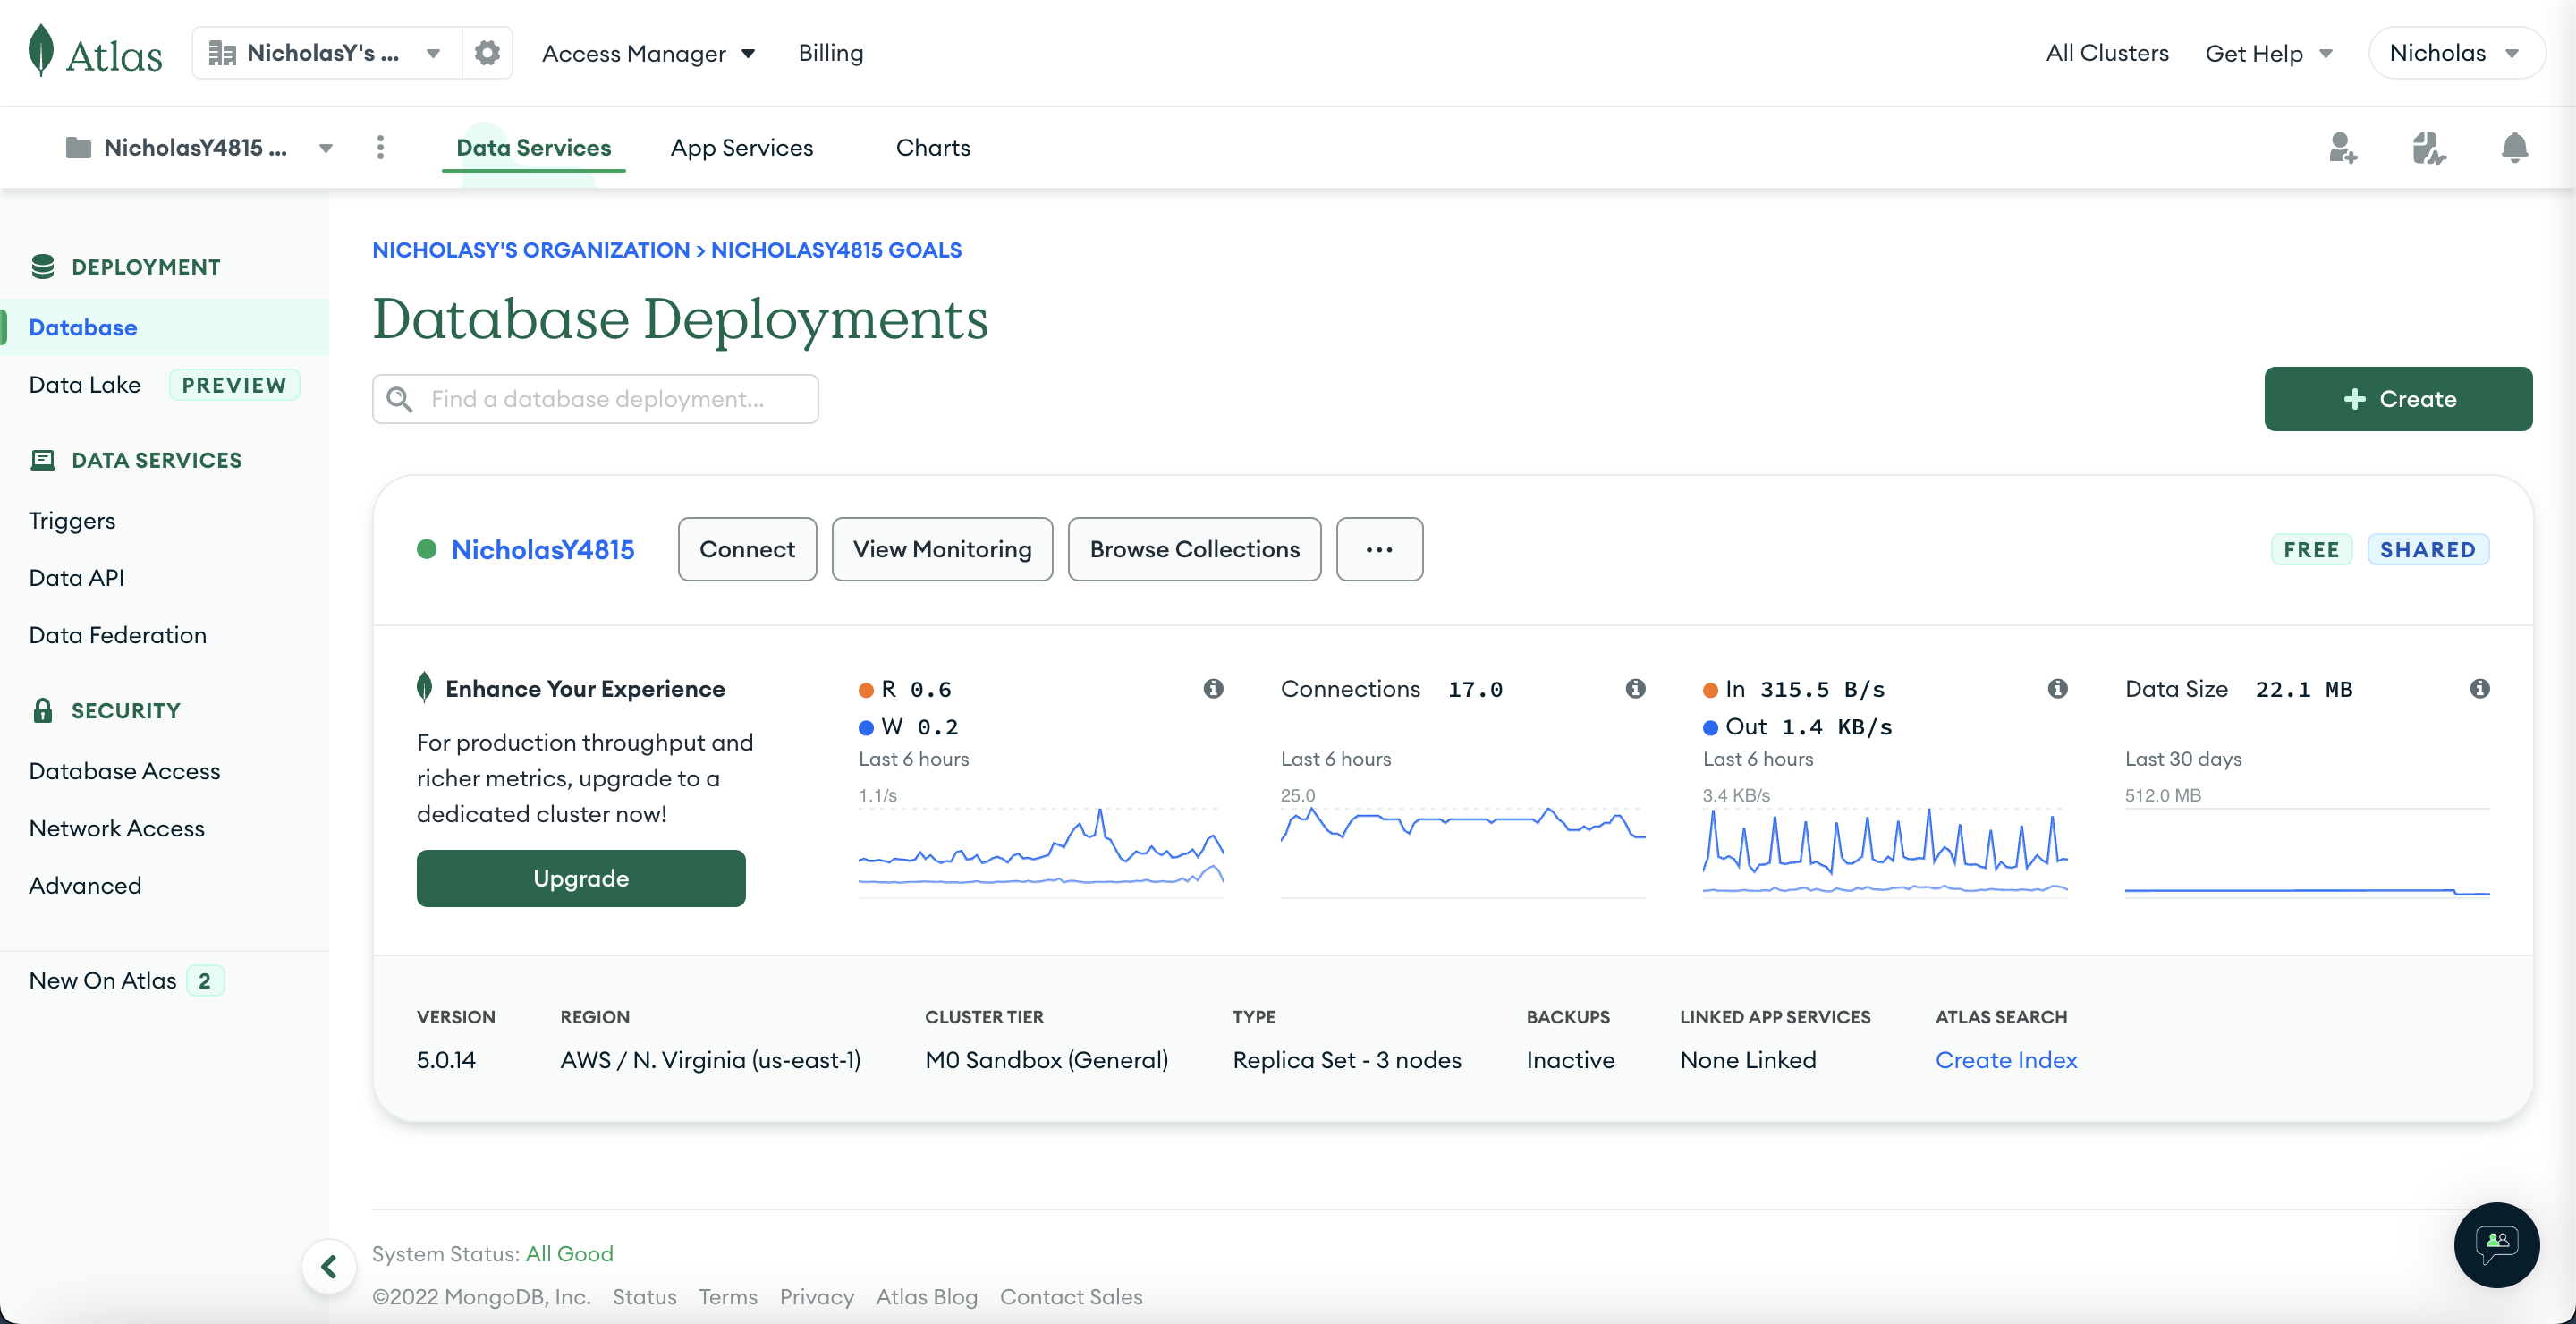 Atlas
NicholasY's ...
Access Manager
Billing
All Clusters
Get Help
Nicholas
NicholasY4815 ...
Data Services
App Services
Charts
DEPLOYMENT
Database
Data Lake PREVIEW
DATA SERVICES
Triggers
Data API
Data Federation
SECURITY
Database Access
Network Access
Advanced
New On Atlas 2
NICHOLASY'S ORGANIZATION > NICHOLASY4815 GOALS
Database Deployments
Find a database deployment...
+ Create
NicholasY4815
Connect
View Monitoring
Browse Collections
...
FREE
SHARED
Enhance Your Experience
For production throughput and
richer metrics, upgrade to a
dedicated cluster now!
Upgrade
R 0.6
W 0.2
Last 6 hours
1.1/s
Connections 17.0
Last 6 hours
25.0
In 315.5 B/s
Out 1.4 KB/s
Last 6 hours
3.4 KB/s
Data Size 22.1 MB
Last 30 days
512.0 MB
VERSION
5.0.14
REGION
AWS / N. Virginia (us-east-1)
CLUSTER TIER
M0 Sandbox (General)
TYPE
Replica Set - 3 nodes
BACKUPS
Inactive
LINKED APP SERVICES
None Linked
ATLAS SEARCH
Create Index
System Status: All Good
©2022 MongoDB, Inc. Status Terms Privacy Atlas Blog Contact Sales